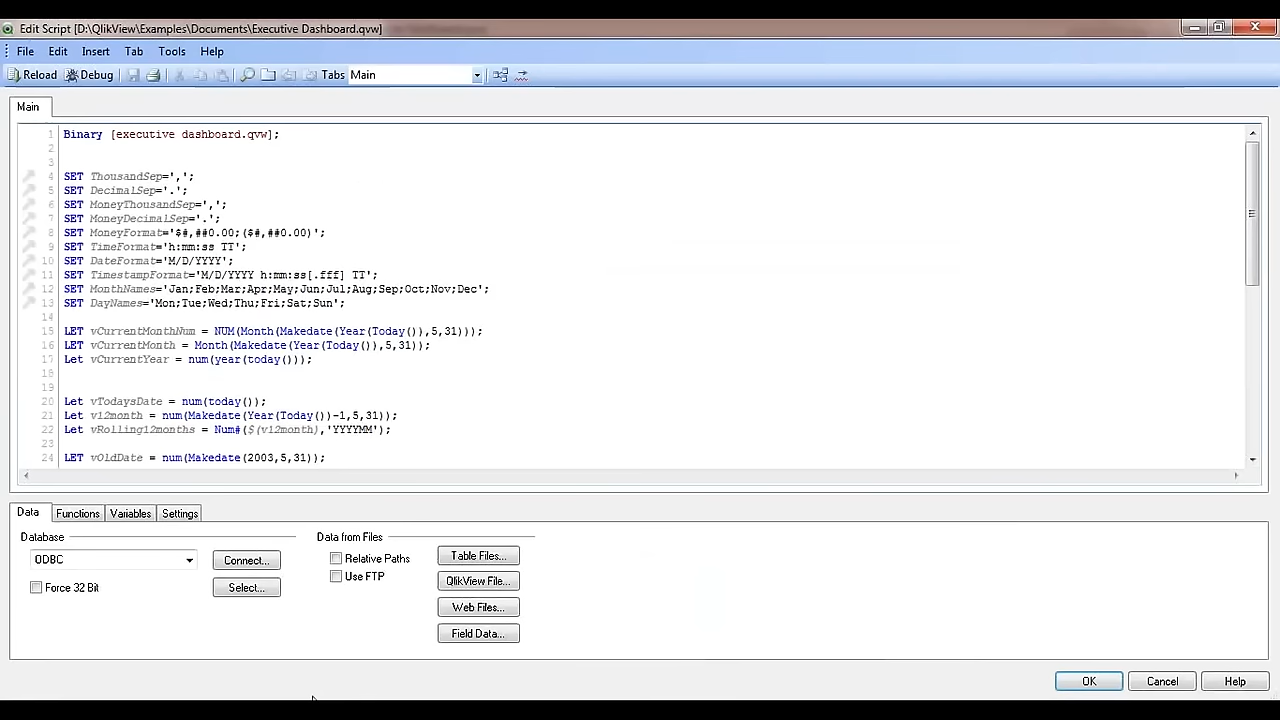 Edit Script [D:\QlikView\Examples\Documents\Executive Dashboard.qvw]
File Edit Insert Tab Tools Help
Reload Debug Tabs Main
Main
1 Binary [executive dashboard.qvw];
2
3
4 SET ThousandSep=',';
5 SET DecimalSep='.';
6 SET MoneyThousandSep=',';
7 SET MoneyDecimalSep='.';
8 SET MoneyFormat='$#,##0.00;($#,##0.00)';
9 SET TimeFormat='h:mm:ss TT';
10 SET DateFormat='M/D/YYYY';
11 SET TimestampFormat='M/D/YYYY h:mm:ss[.fff] TT';
12 SET MonthNames='Jan;Feb;Mar;Apr;May;Jun;Jul;Aug;Sep;Oct;Nov;Dec';
13 SET DayNames='Mon;Tue;Wed;Thu;Fri;Sat;Sun';
14
15 LET vCurrentMonthNum = NUM(Month(Makedate(Year(Today()),5,31)));
16 LET vCurrentMonth = Month(Makedate(Year(Today()),5,31));
17 Let vCurrentYear = num(year(today()));
18
19
20 Let vTodaysDate = num(today());
21 Let v12month = num(Makedate(Year(Today())-1,5,31));
22 Let vRolling12months = Num#($(v12month),'YYYYMM');
23
24 LET vOldDate = num(Makedate(2003,5,31));
Data Functions Variables Settings
Database Data from Files
ODBC Connect... Relative Paths Table Files...
Force 32 Bit Select... Use FTP QlikView File...
Web Files...
Field Data...
OK Cancel Help